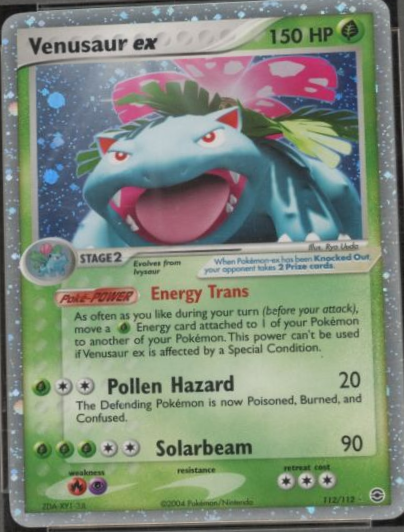 Venusaur ex
150 HP
Illus. Ryo Ueda
STAGE 2
Evolves from
Ivysaur
When Pokémon-ex has been Knocked Out,
your opponent takes 2 Prize cards.
POKé-POWER Energy Trans
As often as you like during your turn (before your attack),
move a Energy card attached to 1 of your Pokémon
to another of your Pokémon. This power can't be used
if Venusaur ex is affected by a Special Condition.
Pollen Hazard 20
The Defending Pokémon is now Poisoned, Burned, and
Confused.
Solarbeam 90
weakness resistance retreat cost
©2004 Pokémon/Nintendo
112/112